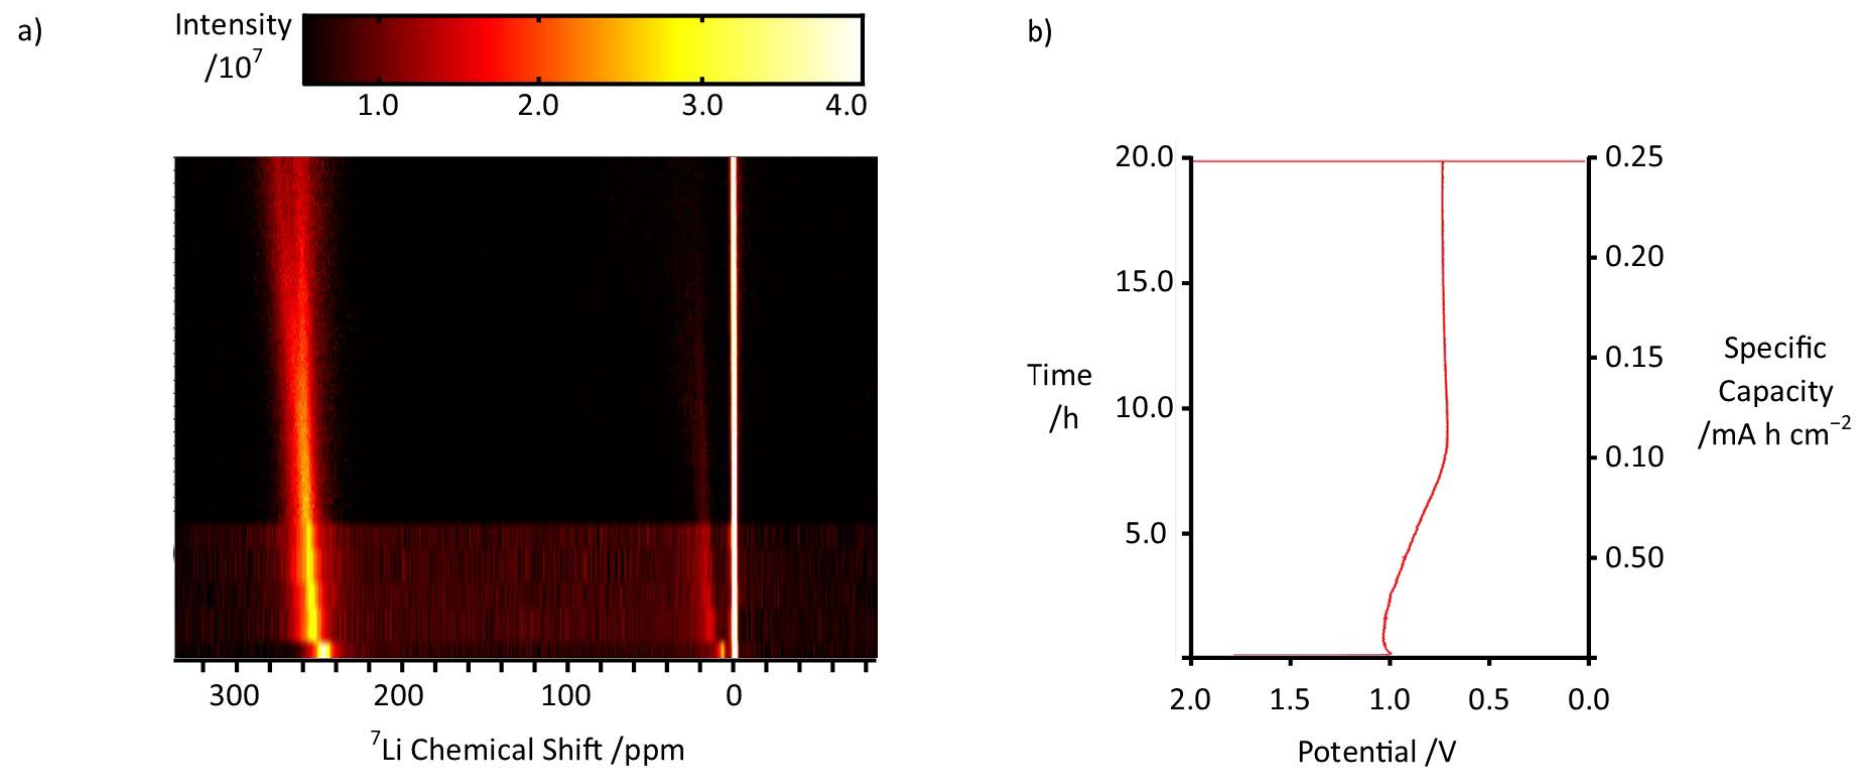 a)
Intensity
/10⁷
1.0 2.0 3.0 4.0
300 200 100 0
⁷Li Chemical Shift /ppm
b)
20.0
15.0
10.0
5.0
Time
/h
0.25
0.20
0.15
0.10
0.50
Specific
Capacity
/mA h cm⁻²
2.0 1.5 1.0 0.5 0.0
Potential /V